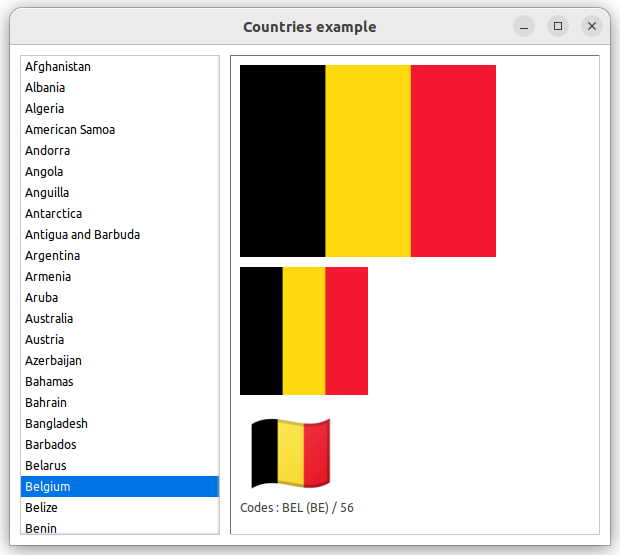 Countries example
Afghanistan
Albania
Algeria
American Samoa
Andorra
Angola
Anguilla
Antarctica
Antigua and Barbuda
Argentina
Armenia
Aruba
Australia
Austria
Azerbaijan
Bahamas
Bahrain
Bangladesh
Barbados
Belarus
Belgium
Belize
Benin
Codes : BEL (BE) / 56